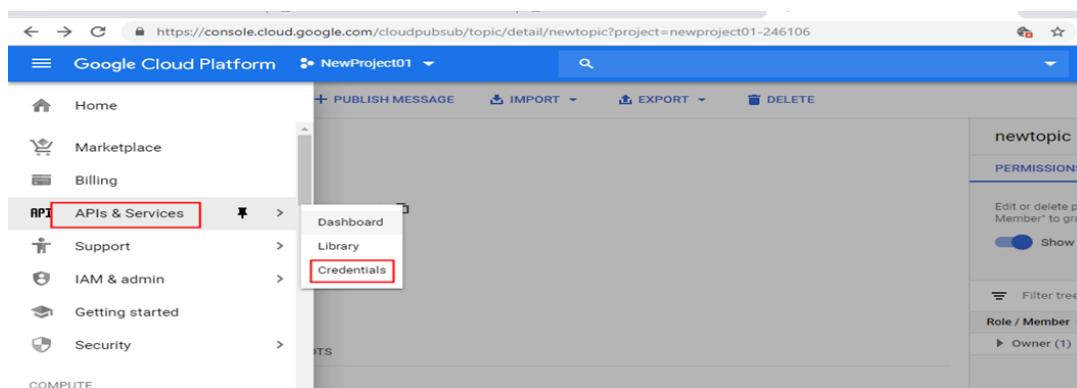 https://console.cloud.google.com/cloudpubsub/topic/detail/newtopic?project=newproject01-246106
Google Cloud Platform
NewProject01
Home
Marketplace
Billing
API APIs & Services
Support
IAM & admin
Getting started
Security
COMPUTE
Dashboard
Library
Credentials
+ PUBLISH MESSAGE
IMPORT
EXPORT
DELETE
newtopic
PERMISSIONS
Edit or delete p
Member" to gra
Show
Filter tree
Role / Member
Owner (1)